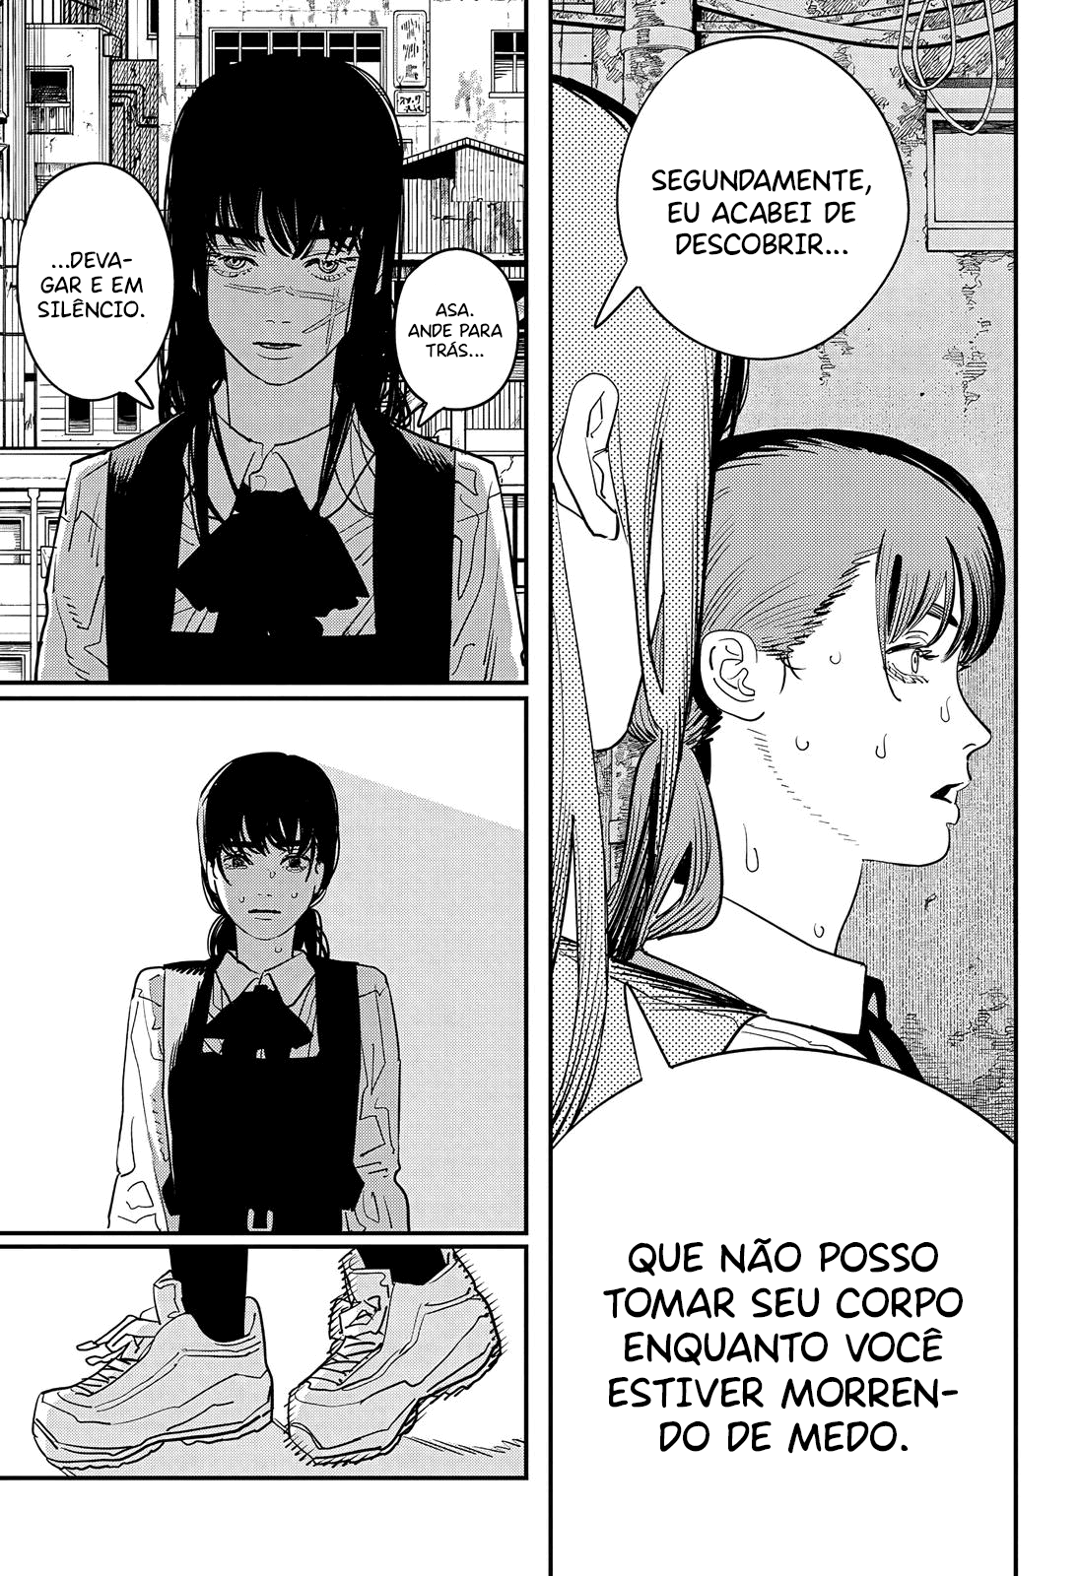 SEGUNDAMENTE,
EU ACABEI DE
DESCOBRIR...
QUE NÃO POSSO
TOMAR SEU CORPO
ENQUANTO VOCÊ
ESTIVER MORREN-
DO DE MEDO.
ASA.
ANDE PARA
TRÁS...
...DEVA-
GAR E EM
SILÊNCIO.